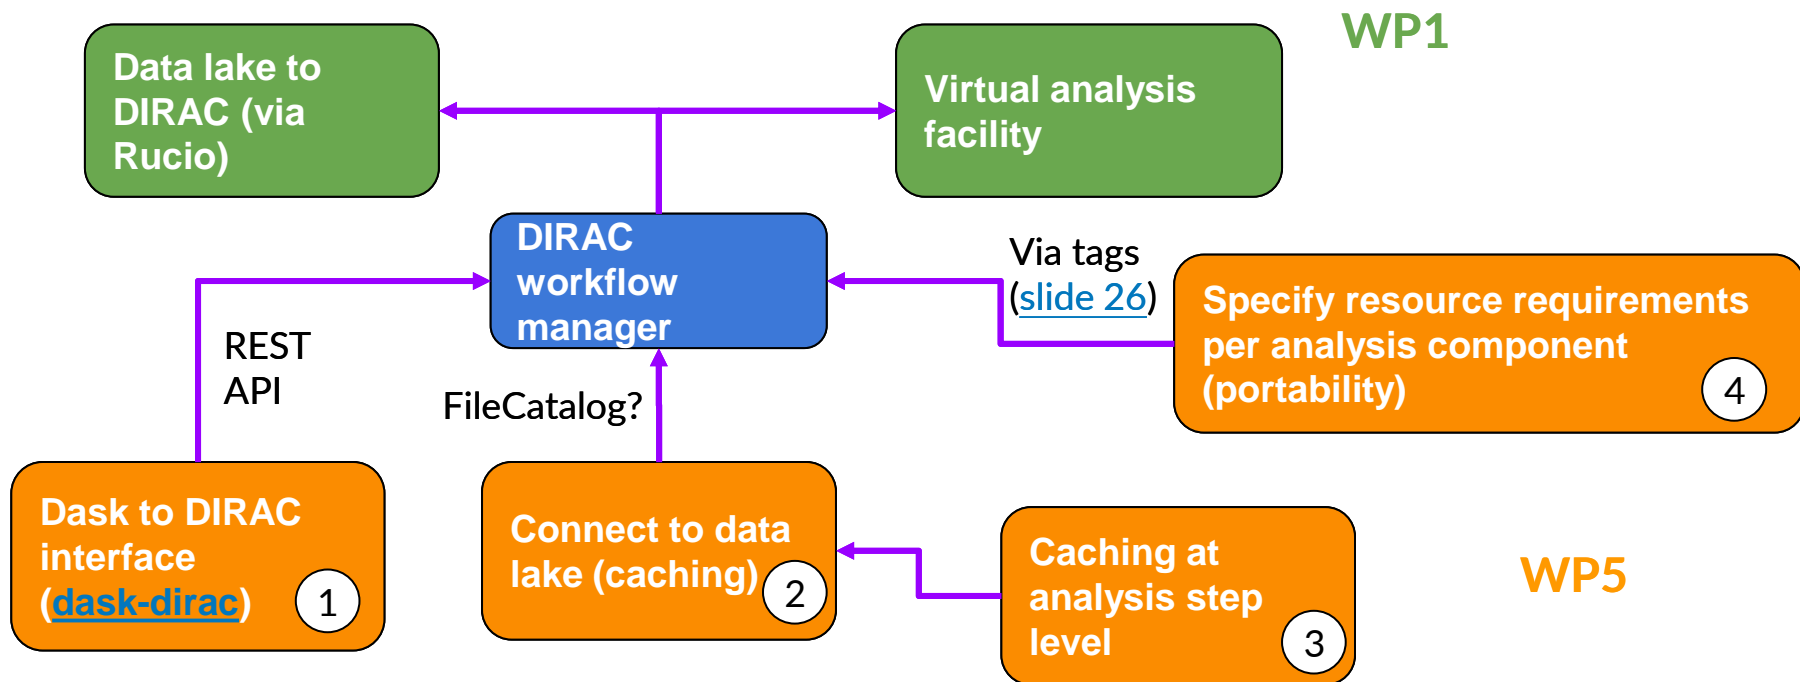 WP1
Data lake to
DIRAC (via
Rucio)
Virtual analysis
facility
DIRAC
workflow
manager
Via tags
(slide 26)
Specify resource requirements
per analysis component
(portability)
4
REST
API
FileCatalog?
Dask to DIRAC
interface
(dask-dirac)
1
Connect to data
lake (caching)
2
Caching at
analysis step
level
3
WP5